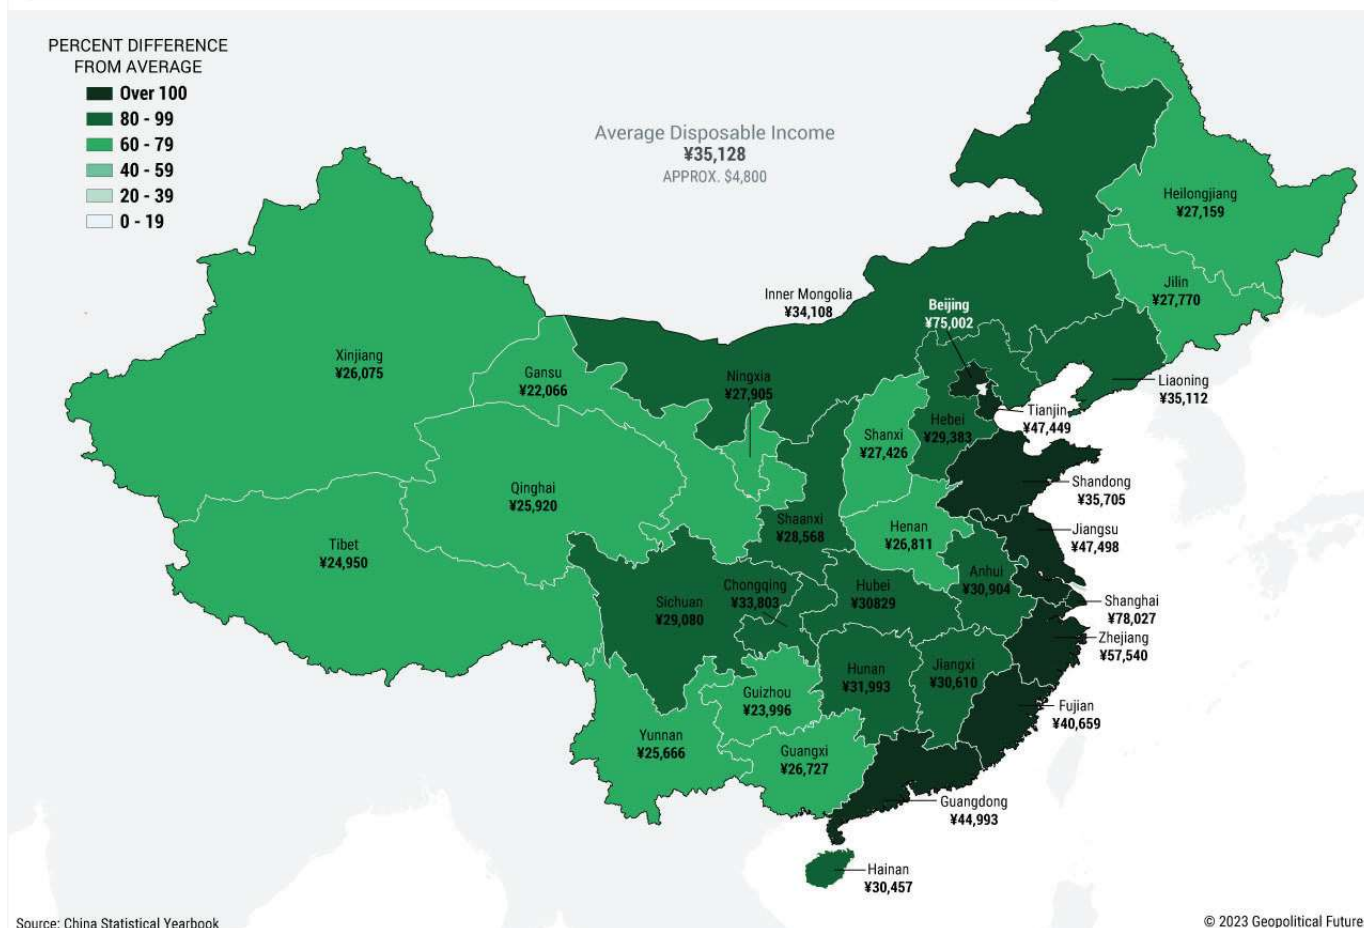 PERCENT DIFFERENCE
FROM AVERAGE
Over 100
80 - 99
60 - 79
40 - 59
20 - 39
0 - 19
Average Disposable Income
¥35,128
APPROX. $4,800
Heilongjiang
¥27,159
Jilin
¥27,770
Inner Mongolia
¥34,108
Beijing
¥75,002
Xinjiang
¥26,075
Gansu
¥22,066
Ningxia
¥27,905
Liaoning
¥35,112
Tianjin
¥47,449
Hebei
¥29,383
Shanxi
¥27,426
Shandong
¥35,705
Qinghai
¥25,920
Shaanxi
¥28,568
Henan
¥26,811
Jiangsu
¥47,498
Tibet
¥24,950
Anhui
¥30,904
Chongqing
¥33,803
Hubei
¥30829
Sichuan
¥29,080
Shanghai
¥78,027
Zhejiang
¥57,540
Hunan
¥31,993
Jiangxi
¥30,610
Guizhou
¥23,996
Fujian
¥40,659
Yunnan
¥25,666
Guangxi
¥26,727
Guangdong
¥44,993
Hainan
¥30,457
Source: China Statistical Yearbook
© 2023 Geopolitical Future